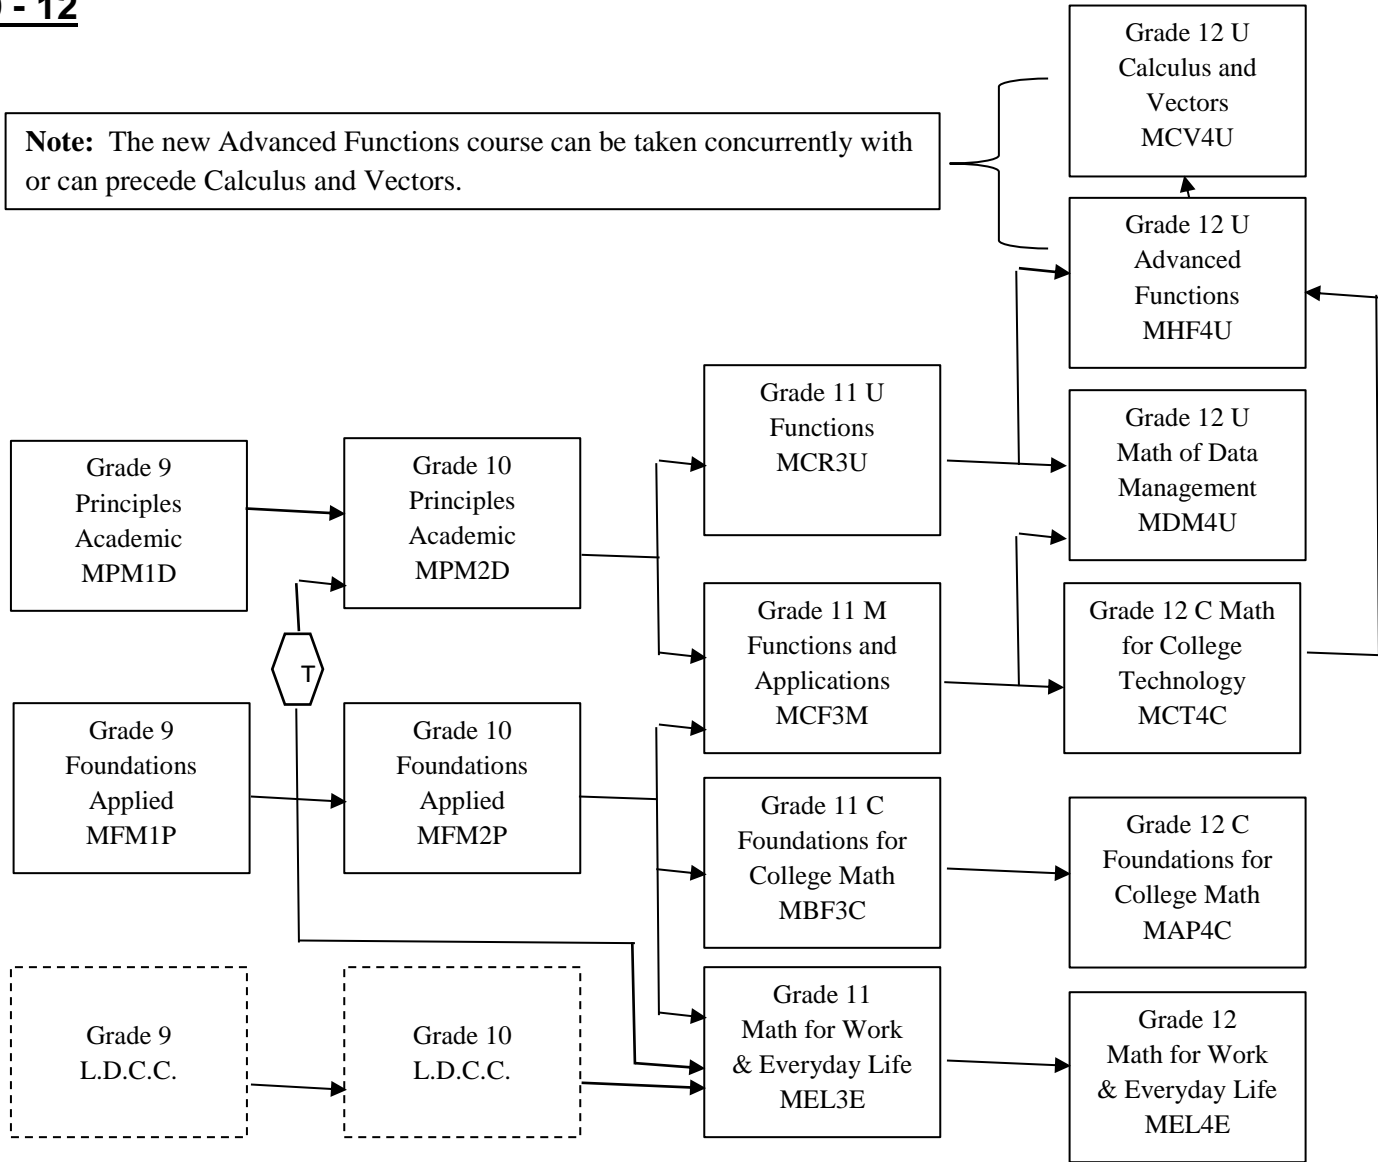 - 12
Note: The new Advanced Functions course can be taken concurrently with
or can precede Calculus and Vectors.
Grade 12 U
Calculus and
Vectors
MCV4U
Grade 12 U
Advanced
Functions
MHF4U
Grade 11 U
Functions
MCR3U
Grade 12 U
Math of Data
Management
MDM4U
Grade 9
Principles
Academic
MPM1D
Grade 10
Principles
Academic
MPM2D
Grade 11 M
Functions and
Applications
MCF3M
Grade 12 C Math
for College
Technology
MCT4C
T
Grade 9
Foundations
Applied
MFM1P
Grade 10
Foundations
Applied
MFM2P
Grade 11 C
Foundations for
College Math
MBF3C
Grade 12 C
Foundations for
College Math
MAP4C
Grade 9
L.D.C.C.
Grade 10
L.D.C.C.
Grade 11
Math for Work
& Everyday Life
MEL3E
Grade 12
Math for Work
& Everyday Life
MEL4E